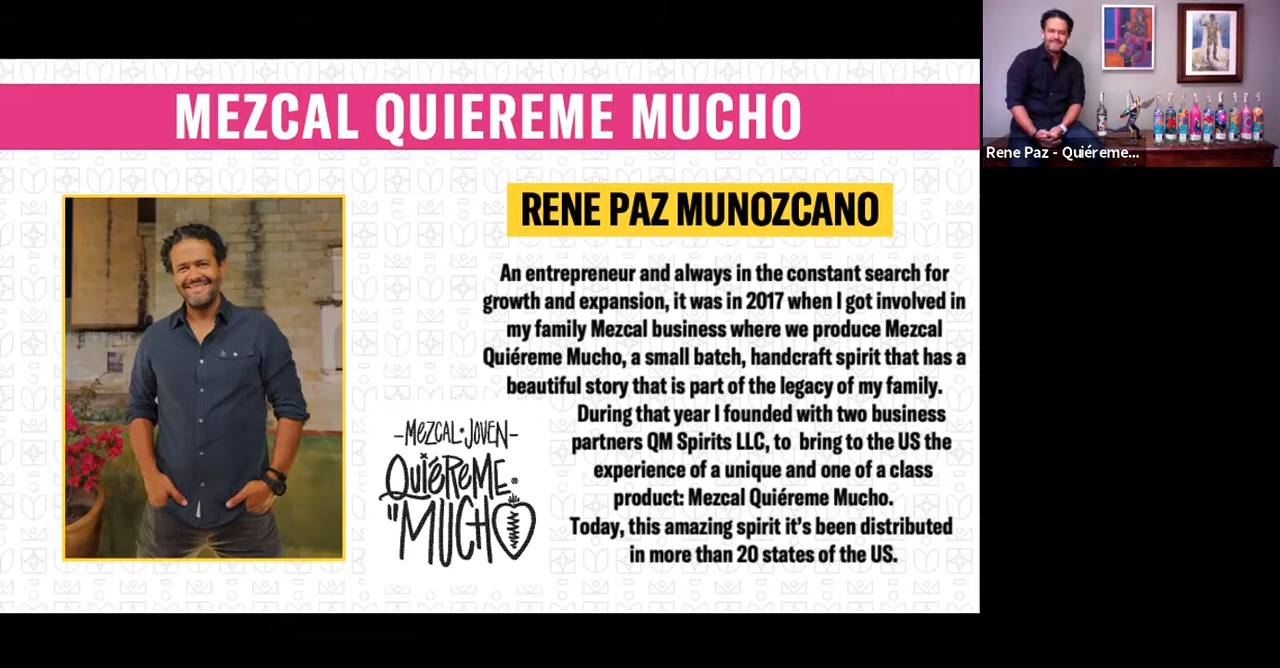 MEZCAL QUIEREME MUCHO
RENE PAZ MUNOZCANO
An entrepreneur and always in the constant search for
growth and expansion, it was in 2017 when I got involved in
my family Mezcal business where we produce Mezcal
Quiéreme Mucho, a small batch, handcraft spirit that has a
beautiful story that is part of the legacy of my family.
During that year I founded with two business
partners QM Spirits LLC, to bring to the US the
experience of a unique and one of a class
product: Mezcal Quiéreme Mucho.
Today, this amazing spirit it's been distributed
in more than 20 states of the US.
-MEZCAL·JOVEN-
QUIÉREME®
"MUCHO
Rene Paz - Quiéreme...